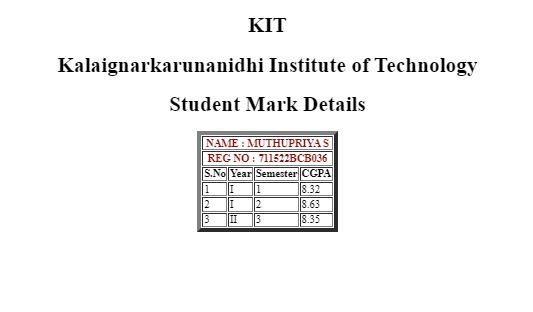 KIT
Kalaignarkarunanidhi Institute of Technology
Student Mark Details
NAME : MUTHUPRIYA S
REG NO : 711522BCB036
S.No Year Semester CGPA
1 I 1 8.32
2 I 2 8.63
3 II 3 8.35